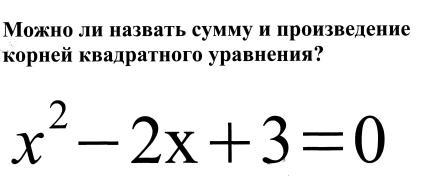 Можно ли назвать сумму и произведение
корней квадратного уравнения?
x² − 2x + 3 = 0